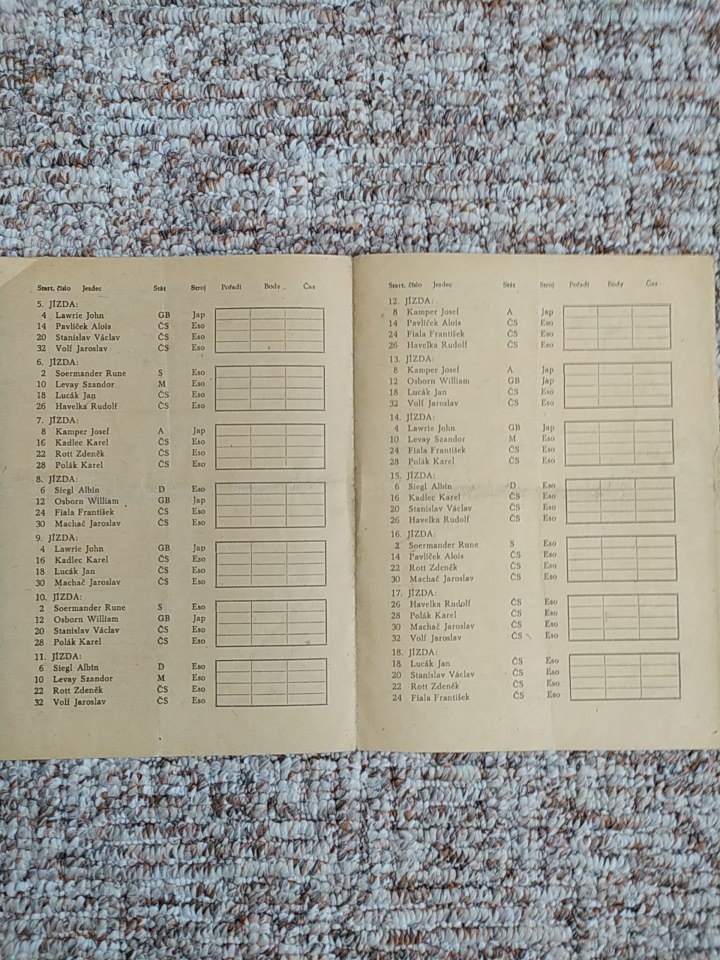 Start. číslo Jezdec Stát Stroj Pořadí Body Čas
5. JÍZDA:
4 Lawrie John GB Jap
14 Pavlíček Alois ČS Eso
20 Stanislav Václav ČS Eso
32 Volf Jaroslav ČS Eso
6. JÍZDA:
2 Soermander Rune S Eso
10 Levay Szandor M Eso
18 Lucák Jan ČS Eso
26 Havelka Rudolf ČS Eso
7. JÍZDA:
8 Kamper Josef A Jap
16 Kadlec Karel ČS Eso
22 Rott Zdeněk ČS Eso
28 Polák Karel ČS Eso
8. JÍZDA:
6 Siegl Albin D Eso
12 Osborn William GB Jap
24 Fiala František ČS Eso
30 Machač Jaroslav ČS Eso
9. JÍZDA:
4 Lawrie John GB Jap
16 Kadlec Karel ČS Eso
18 Lucák Jan ČS Eso
30 Machač Jaroslav ČS Eso
10. JÍZDA:
2 Soermander Rune S Eso
12 Osborn William GB Jap
20 Stanislav Václav ČS Eso
28 Polák Karel ČS Eso
11. JÍZDA:
6 Siegl Albin D Eso
10 Levay Szandor M Eso
22 Rott Zdeněk ČS Eso
32 Volf Jaroslav ČS Eso
Start. číslo Jezdec Stát Stroj Pořadí Body Čas
12. JÍZDA:
8 Kamper Josef A Jap
14 Pavlíček Alois ČS Eso
24 Fiala František ČS Eso
26 Havelka Rudolf ČS Eso
13. JÍZDA:
8 Kamper Josef A Jap
12 Osborn William GB Jap
18 Lucák Jan ČS Eso
32 Volf Jaroslav ČS Eso
14. JÍZDA:
4 Lawrie John GB Jap
10 Levay Szandor M Eso
24 Fiala František ČS Eso
28 Polák Karel ČS Eso
15. JÍZDA:
6 Siegl Albin D Eso
16 Kadlec Karel ČS Eso
20 Stanislav Václav ČS Eso
26 Havelka Rudolf ČS Eso
16. JÍZDA:
2 Soermander Rune S Eso
14 Pavlíček Alois ČS Eso
22 Rott Zdeněk ČS Eso
30 Machač Jaroslav ČS Eso
17. JÍZDA:
26 Havelka Rudolf ČS Eso
28 Polák Karel ČS Eso
30 Machač Jaroslav ČS Eso
32 Volf Jaroslav ČS Eso
18. JÍZDA:
18 Lucák Jan ČS Eso
20 Stanislav Václav ČS Eso
22 Rott Zdeněk ČS Eso
24 Fiala František ČS Eso